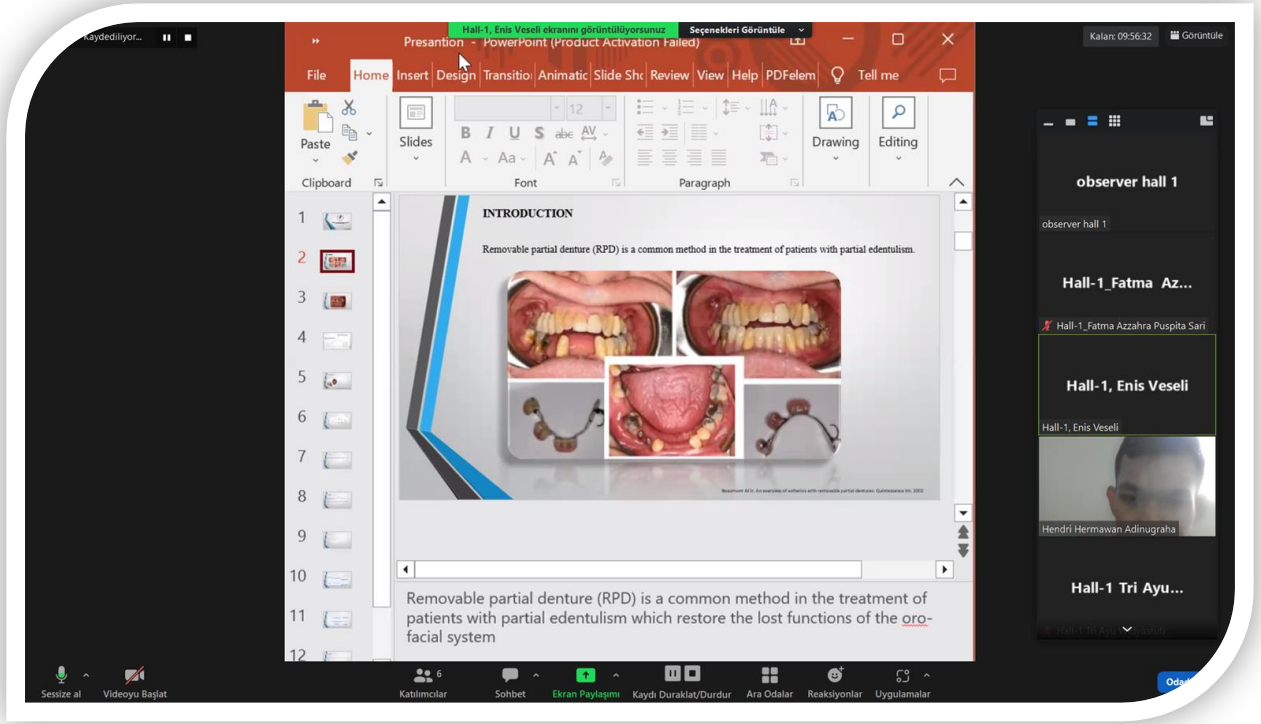 Kaydediliyor...
Hall-1, Enis Veseli ekranını görüntülüyorsunuz
Seçenekleri Görüntüle
Kalan: 09:56:32
Görüntüle
Presantion - PowerPoint (Product Activation Failed)
File
Home
Insert
Design
Transitio
Animatic
Slide Shc
Review
View
Help
PDFelem
Tell me
Paste
Clipboard
Slides
12
B I U S abc AV
A Aa A A
Font
Paragraph
Drawing
Editing
1
2
3
4
5
6
7
8
9
10
11
12
INTRODUCTION
Removable partial denture (RPD) is a common method in the treatment of patients with partial edentulism.
Removable partial denture (RPD) is a common method in the treatment of
patients with partial edentulism which restore the lost functions of the oro-
facial system
observer hall 1
observer hall 1
Hall-1_Fatma Az...
Hall-1_Fatma Azzahra Puspita Sari
Hall-1, Enis Veseli
Hall-1, Enis Veseli
Hendri Hermawan Adinugraha
Hall-1 Tri Ayu...
Sessize al
Videoyu Başlat
6
Katılımcılar
Sohbet
Ekran Paylaşımı
Kaydı Duraklat/Durdur
Ara Odalar
Reaksiyonlar
Uygulamalar